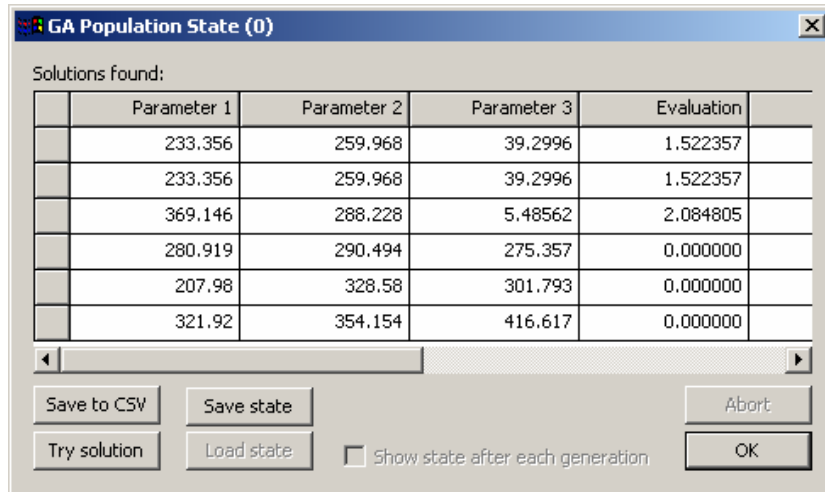 GA Population State (0)
Solutions found:
Parameter 1 Parameter 2 Parameter 3 Evaluation
233.356 259.968 39.2996 1.522357
233.356 259.968 39.2996 1.522357
369.146 288.228 5.48562 2.084805
280.919 290.494 275.357 0.000000
207.98 328.58 301.793 0.000000
321.92 354.154 416.617 0.000000
Save to CSV Save state Abort
Try solution Load state Show state after each generation OK